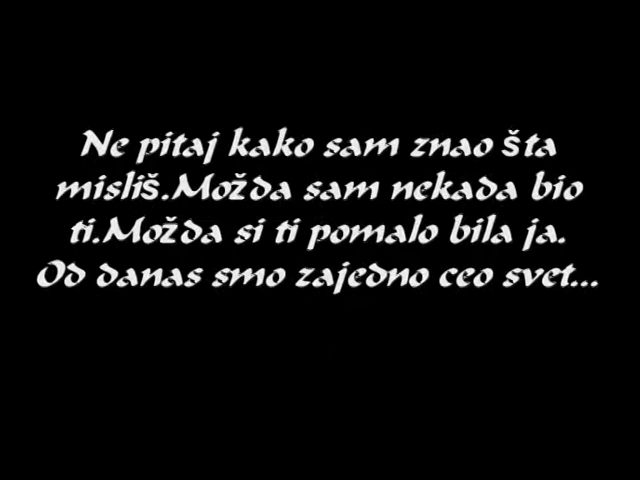 Ne pitaj kako sam znao šta
misliš.Možda sam nekada bio
ti.Možda si ti pomalo bila ja.
Od danas smo zajedno ceo svet...